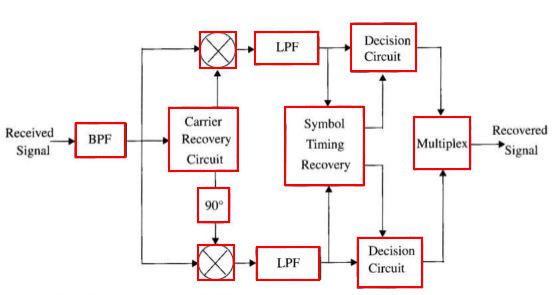 LPF
Decision
Circuit
Received
Signal
BPF
Carrier
Recovery
Circuit
Symbol
Timing
Recovery
Multiplex
Recovered
Signal
90°
LPF
Decision
Circuit